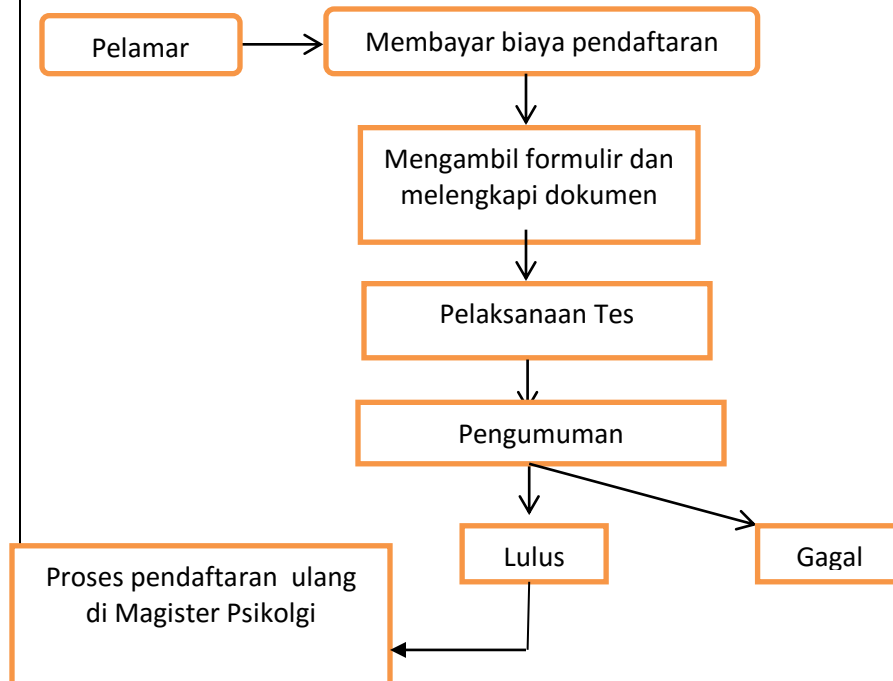 Pelamar
Membayar biaya pendaftaran
Mengambil formulir dan
melengkapi dokumen
Pelaksanaan Tes
Pengumuman
Lulus
Gagal
Proses pendaftaran ulang
di Magister Psikolgi